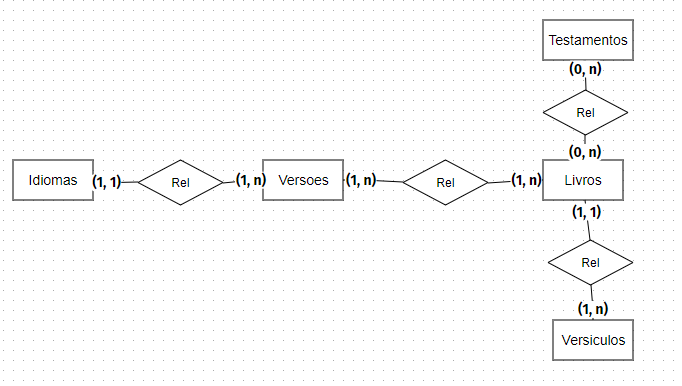 Testamentos
(0, n)
Rel
(0, n)
Idiomas (1, 1) Rel (1, n) Versoes (1, n) Rel (1, n) Livros
(1, 1)
Rel
(1, n)
Versiculos